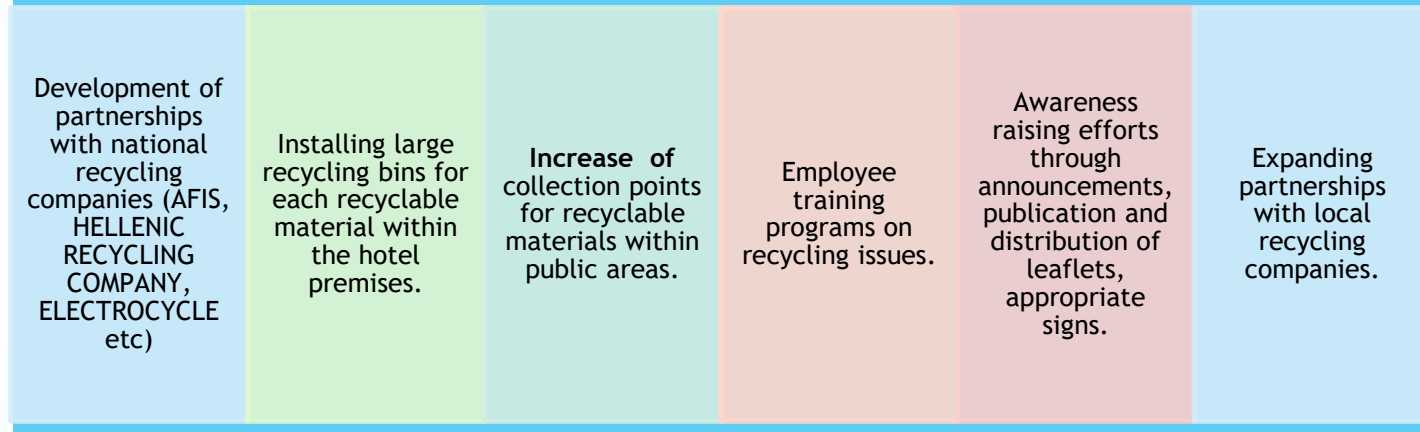 Development of
partnerships
with national
recycling
companies (AFIS,
HELLENIC
RECYCLING
COMPANY,
ELECTROCYCLE
etc)
Installing large
recycling bins for
each recyclable
material within
the hotel
premises.
Increase of
collection points
for recyclable
materials within
public areas.
Employee
training
programs on
recycling issues.
Awareness
raising efforts
through
announcements,
publication and
distribution of
leaflets,
appropriate
signs.
Expanding
partnerships
with local
recycling
companies.